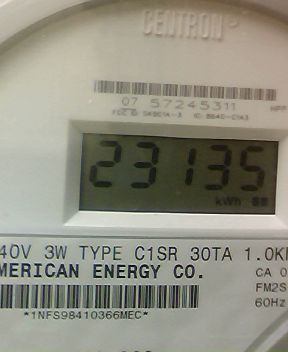 CENTRON®
07 57245311
23135
kWh
40V 3W TYPE C1SR 30TA 1.0K
MERICAN ENERGY CO.
CA 0
FM2S
60Hz
*1NFS98410366MEC*